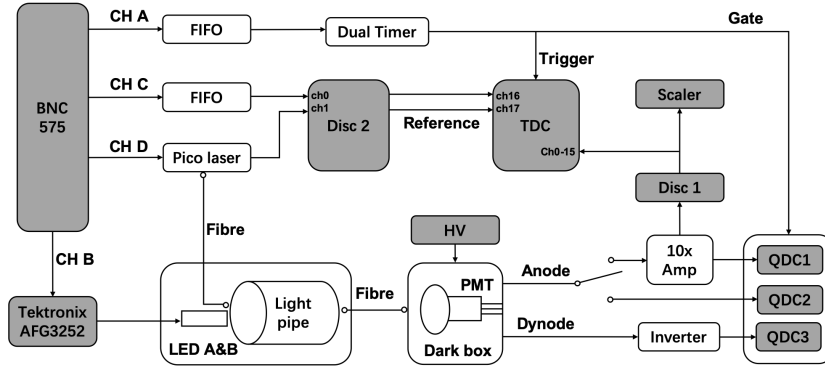 CH A
FIFO
Dual Timer
Gate
Trigger
BNC
575
CH C
FIFO
ch0
ch1
Disc 2
Reference
ch16
ch17
TDC
Ch0-15
Scaler
CH D
Pico laser
Disc 1
Fibre
HV
CH B
Anode
10x
Amp
QDC1
Tektronix
AFG3252
LED A&B
Light
pipe
Fibre
PMT
Dark box
Dynode
QDC2
Inverter
QDC3